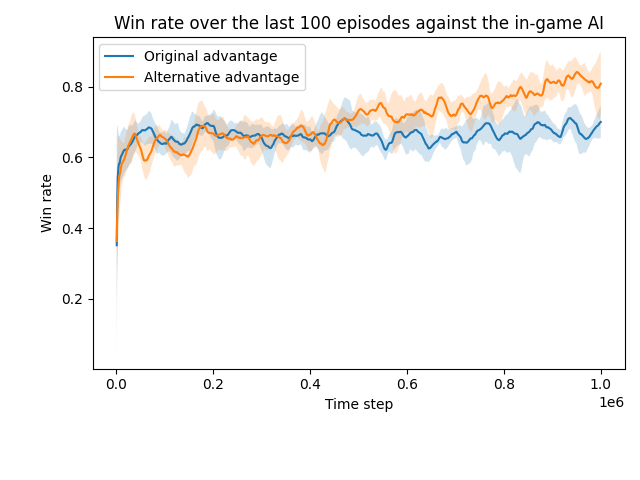 Win rate over the last 100 episodes against the in-game AI
Original advantage
Alternative advantage
Win rate
0.8
0.6
0.4
0.2
0.0 0.2 0.4 0.6 0.8 1.0
1e6
Time step